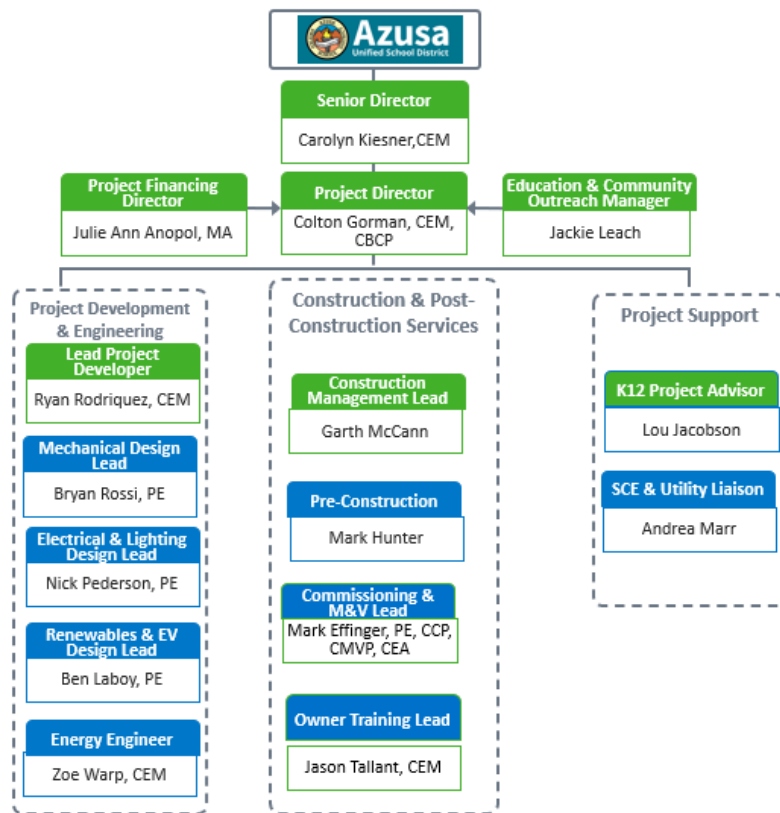 Azusa
Unified School District
Senior Director
Carolyn Kiesner,CEM
Project Financing
Director
Julie Ann Anopol, MA
Project Director
Colton Gorman, CEM,
CBCP
Education & Community
Outreach Manager
Jackie Leach
Project Development
& Engineering
Lead Project
Developer
Ryan Rodriquez, CEM
Mechanical Design
Lead
Bryan Rossi, PE
Electrical & Lighting
Design Lead
Nick Pederson, PE
Renewables & EV
Design Lead
Ben Laboy, PE
Energy Engineer
Zoe Warp, CEM
Construction & Post-
Construction Services
Construction
Management Lead
Garth McCann
Pre-Construction
Mark Hunter
Commissioning &
M&V Lead
Mark Effinger, PE, CCP,
CMVP, CEA
Owner Training Lead
Jason Tallant, CEM
Project Support
K12 Project Advisor
Lou Jacobson
SCE & Utility Liaison
Andrea Marr